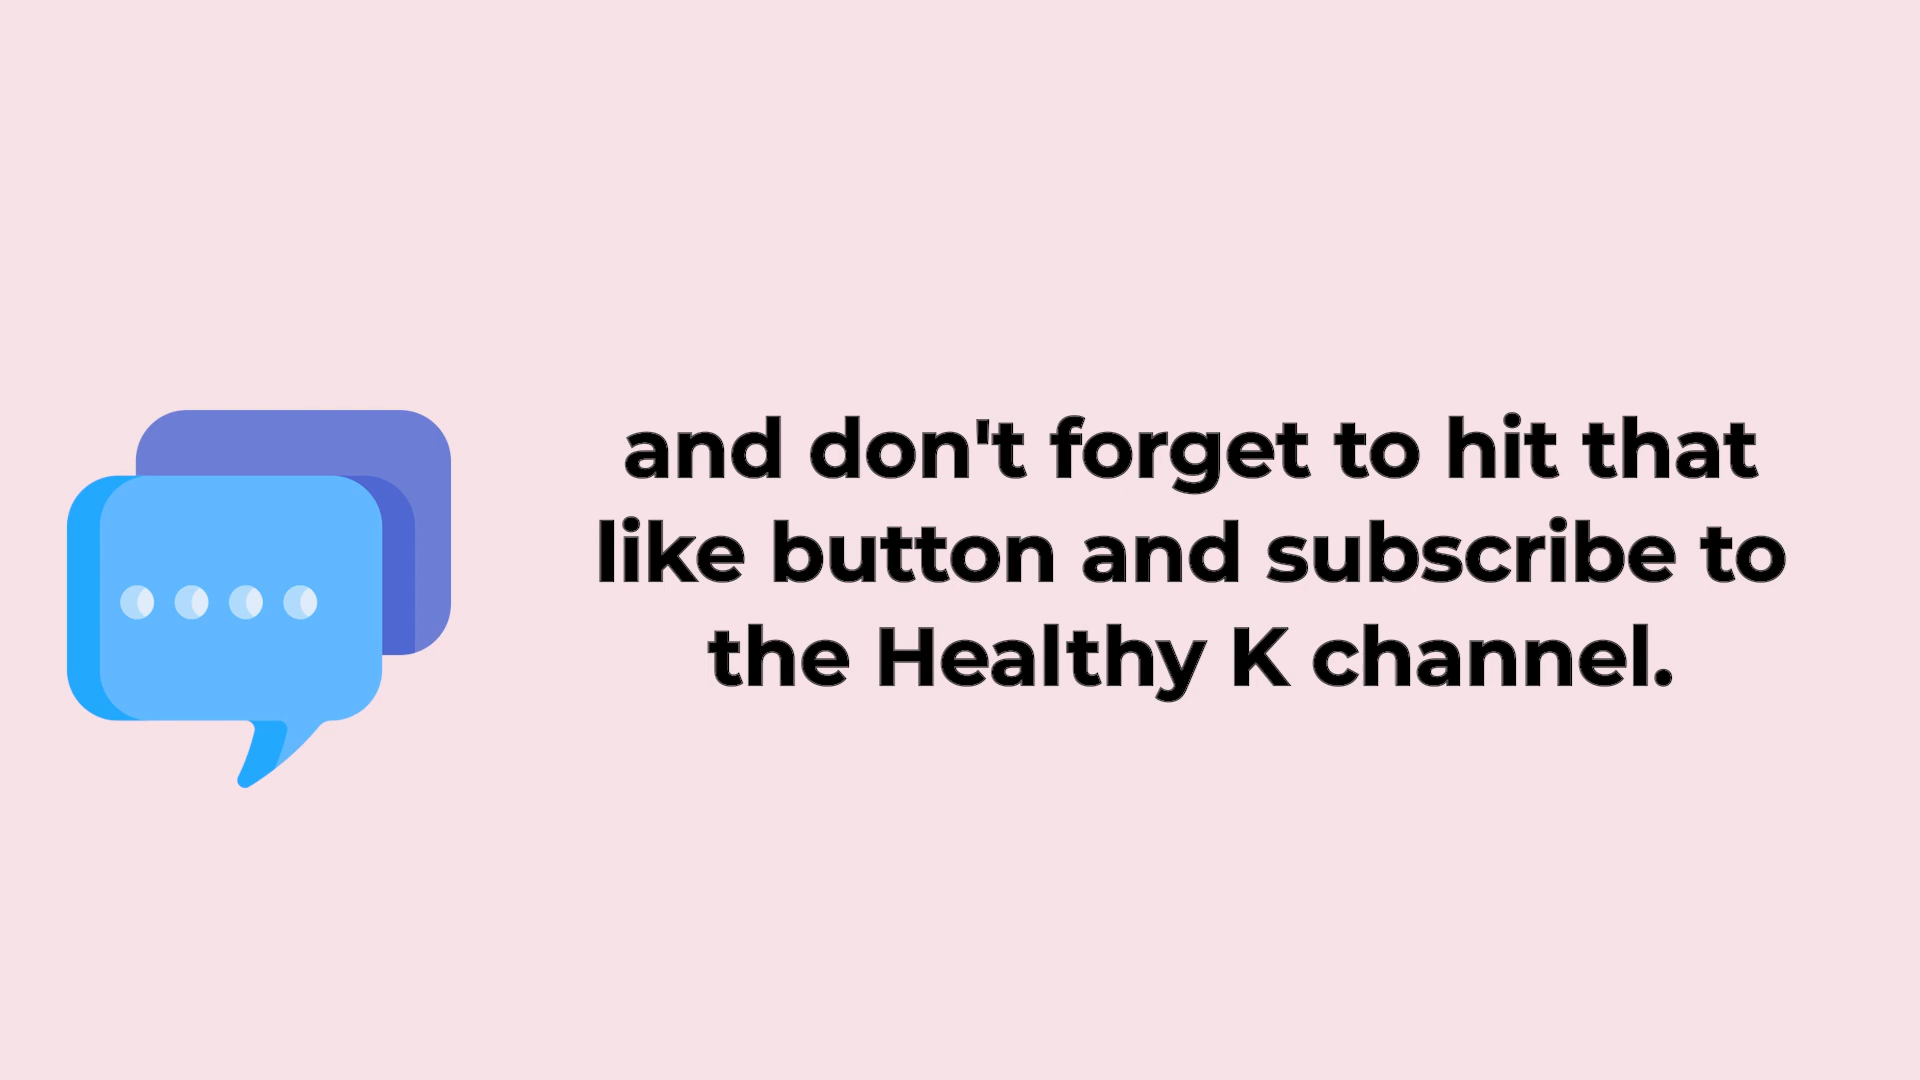 and don't forget to hit that
like button and subscribe to
the Healthy K channel.